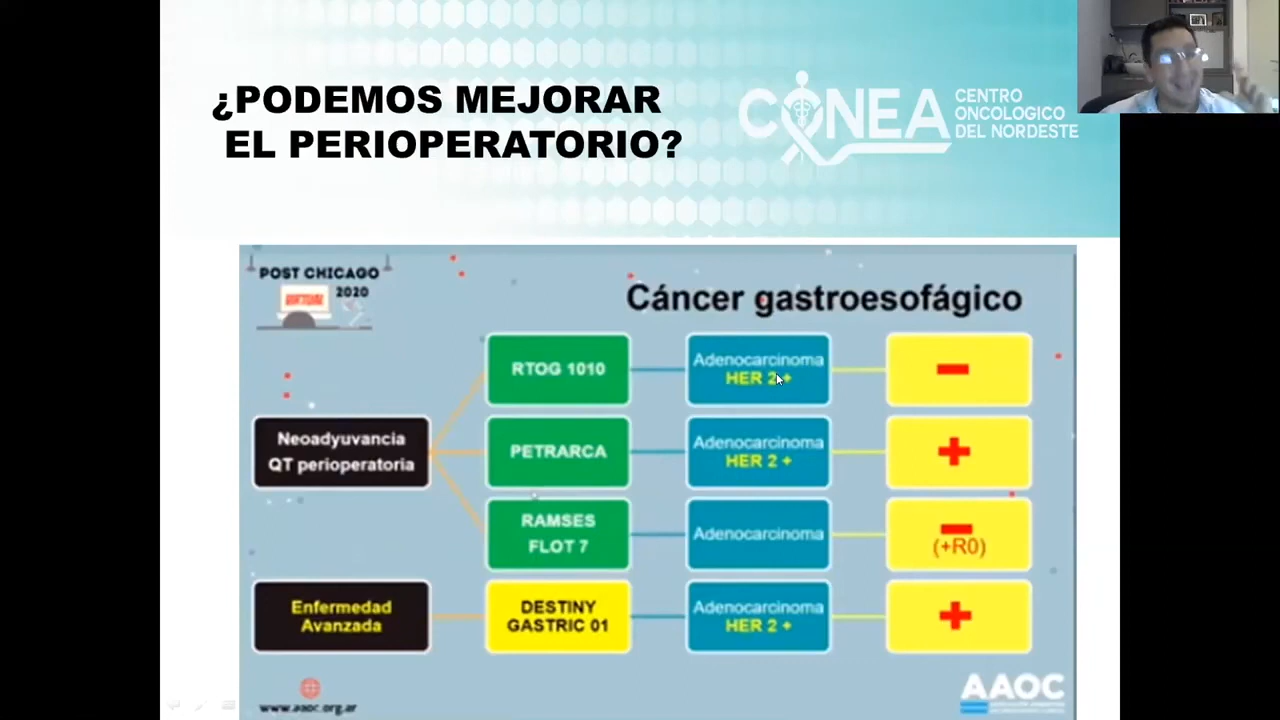 ¿PODEMOS MEJORAR
EL PERIOPERATORIO?
CONEA
CENTRO
ONCOLOGICO
DEL NORDESTE
POST CHICAGO
2020
VIRTUAL
Cáncer gastroesofágico
RTOG 1010
Adenocarcinoma
HER 2 +
Neoadyuvancia
QT perioperatoria
PETRARCA
Adenocarcinoma
HER 2 +
RAMSES
FLOT 7
Adenocarcinoma
(+R0)
Enfermedad
Avanzada
DESTINY
GASTRIC 01
Adenocarcinoma
HER 2 +
www.aaoc.org.ar
AAOC